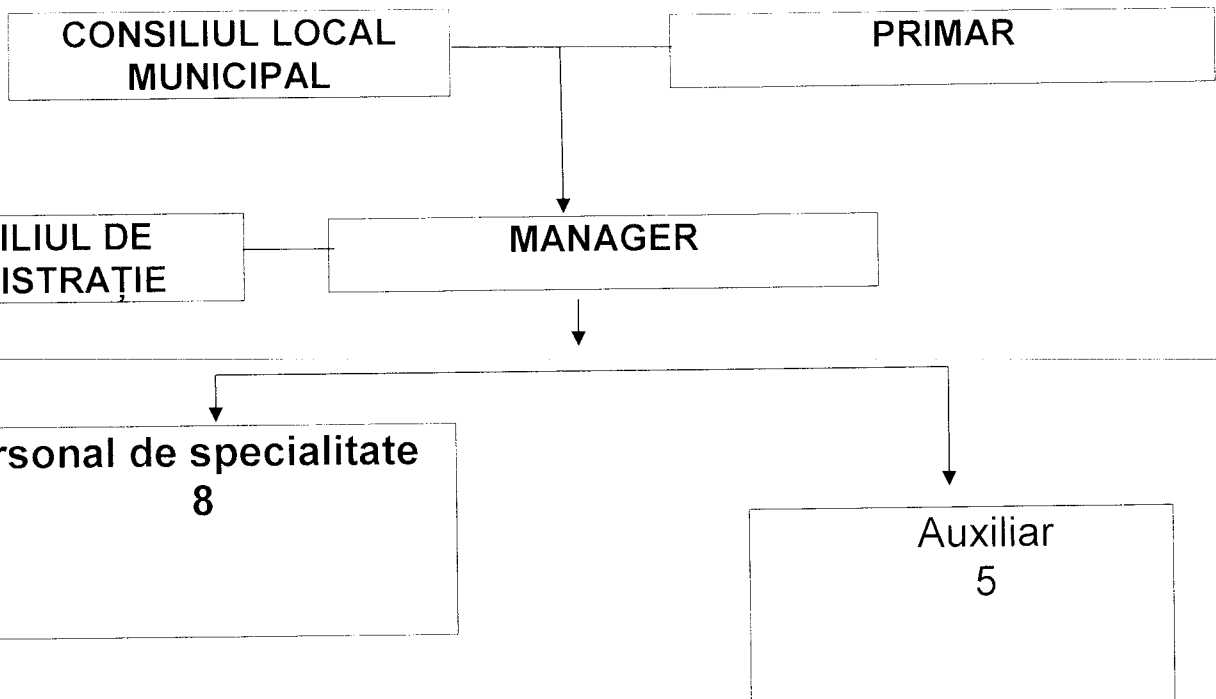 CONSILIUL LOCAL
MUNICIPAL
PRIMAR
ILIUL DE
ISTRAȚIE
MANAGER
rsonal de specialitate
8
Auxiliar
5